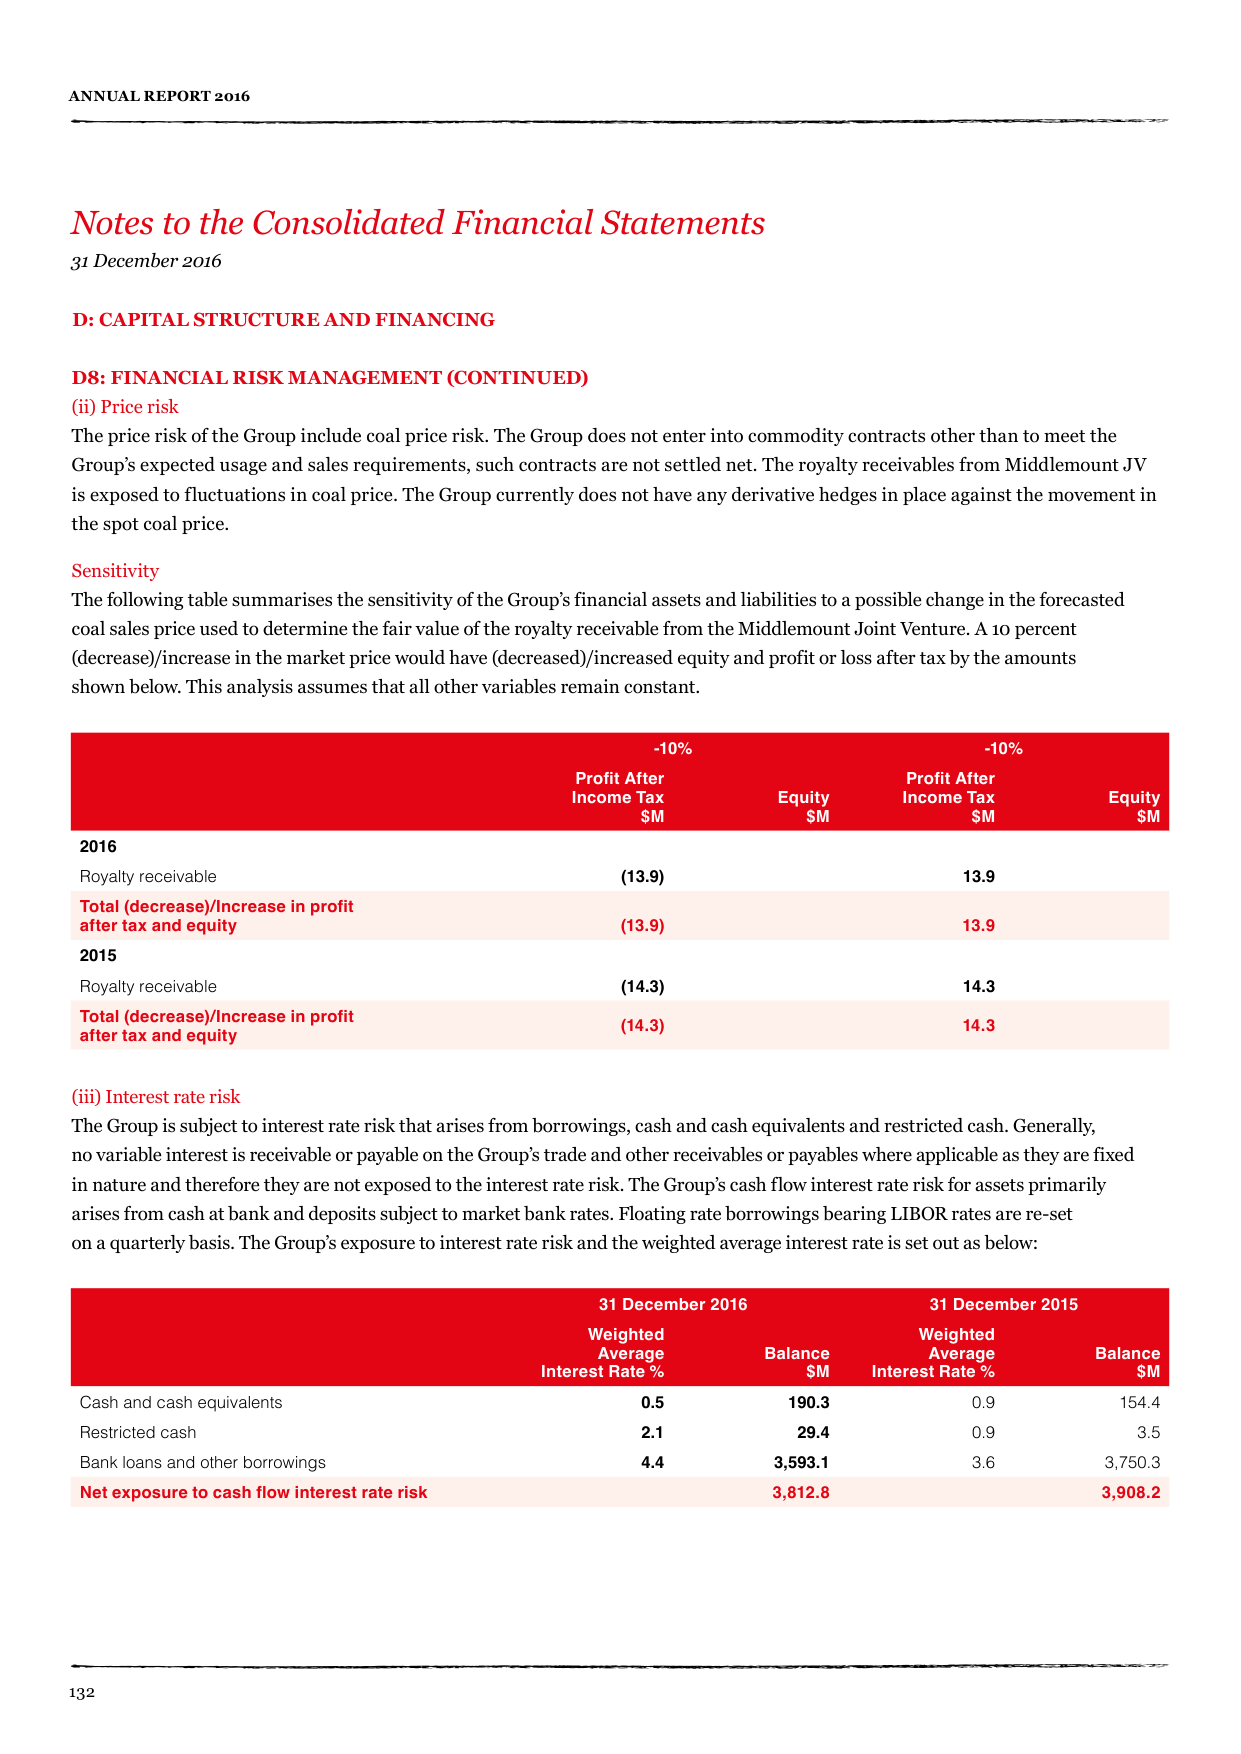 ANNUAL REPORT 2016
Notes to the Consolidated Financial Statements
31 December 2016
D: CAPITAL STRUCTURE AND FINANCING
D8: FINANCIAL RISK MANAGEMENT (CONTINUED)
(ii) Price risk
The price risk of the Group include coal price risk. The Group does not enter into commodity contracts other than to meet the
Group's expected usage and sales requirements, such contracts are not settled net. The royalty receivables from Middlemount JV
is exposed to fluctuations in coal price. The Group currently does not have any derivative hedges in place against the movement in
the spot coal price.
Sensitivity
The following table summarises the sensitivity of the Group's financial assets and liabilities to a possible change in the forecasted
coal sales price used to determine the fair value of the royalty receivable from the Middlemount Joint Venture. A 10 percent
(decrease)/increase in the market price would have (decreased)/increased equity and profit or loss after tax by the amounts
shown below. This analysis assumes that all other variables remain constant.
-10% -10%
Profit After Profit After
Income Tax Equity Income Tax Equity
$M $M $M $M
2016
Royalty receivable (13.9) 13.9
Total (decrease)/Increase in profit
after tax and equity (13.9) 13.9
2015
Royalty receivable (14.3) 14.3
Total (decrease)/Increase in profit
after tax and equity (14.3) 14.3
(iii) Interest rate risk
The Group is subject to interest rate risk that arises from borrowings, cash and cash equivalents and restricted cash. Generally,
no variable interest is receivable or payable on the Group's trade and other receivables or payables where applicable as they are fixed
in nature and therefore they are not exposed to the interest rate risk. The Group's cash flow interest rate risk for assets primarily
arises from cash at bank and deposits subject to market bank rates. Floating rate borrowings bearing LIBOR rates are re-set
on a quarterly basis. The Group's exposure to interest rate risk and the weighted average interest rate is set out as below:
31 December 2016 31 December 2015
Weighted Weighted
Average Balance Average Balance
Interest Rate % $M Interest Rate % $M
Cash and cash equivalents 0.5 190.3 0.9 154.4
Restricted cash 2.1 29.4 0.9 3.5
Bank loans and other borrowings 4.4 3,593.1 3.6 3,750.3
Net exposure to cash flow interest rate risk 3,812.8 3,908.2
132